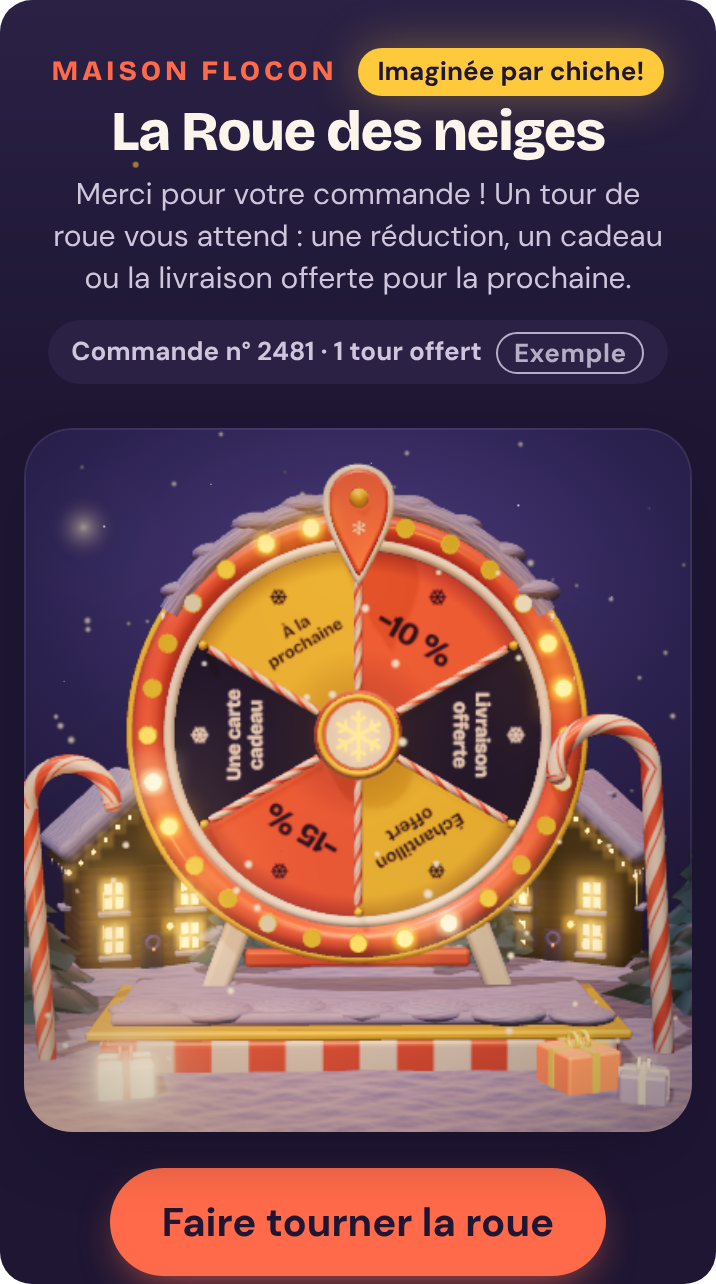 MAISON FLOCON
Imaginée par chiche!
La Roue des neiges
Merci pour votre commande ! Un tour de
roue vous attend : une réduction, un cadeau
ou la livraison offerte pour la prochaine.
Commande n° 2481 · 1 tour offert
Exemple
À la
prochaine
-10 %
Une carte
cadeau
Livraison
offerte
-15 %
Échantillon
offert
Faire tourner la roue